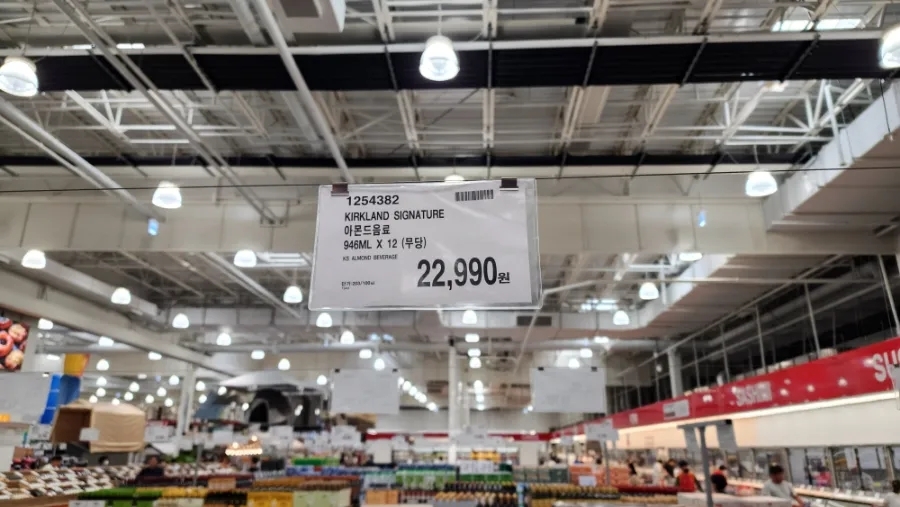 1254382
KIRKLAND SIGNATURE
아몬드음료
946ML X 12 (무당)
KS ALMOND BEVERAGE
22,990원
SUSHI